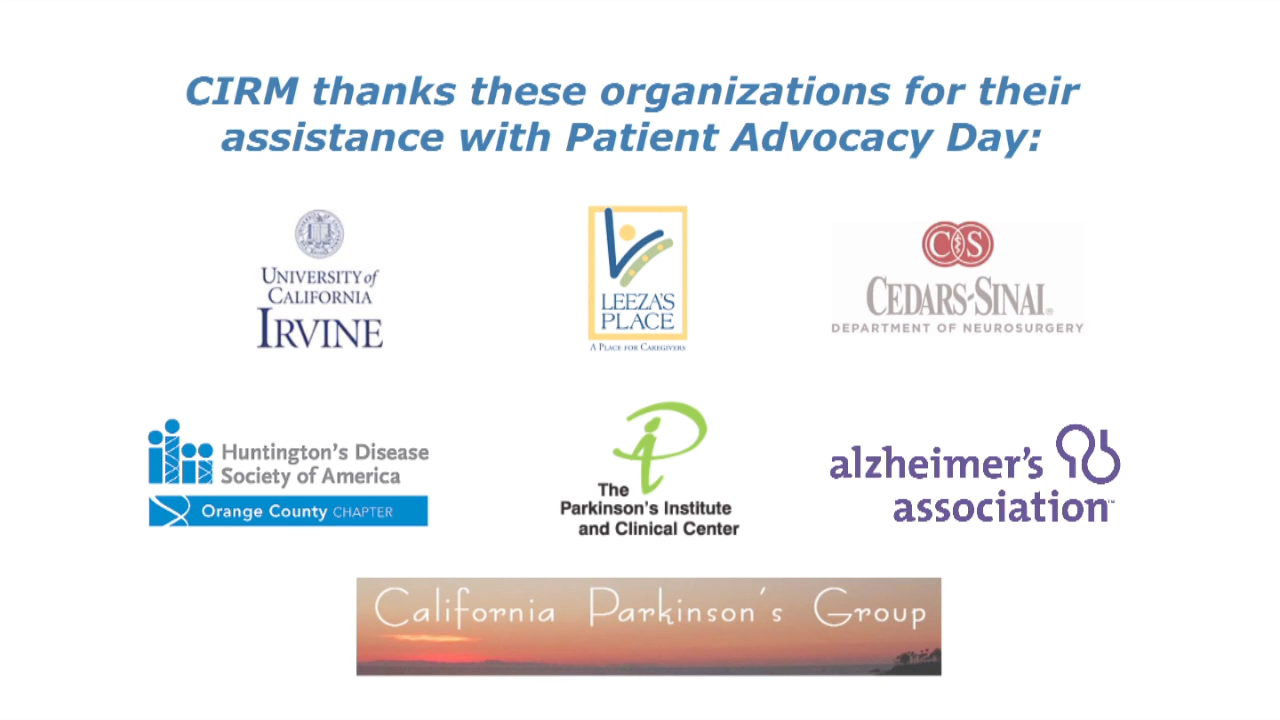 CIRM thanks these organizations for their
assistance with Patient Advocacy Day:
UNIVERSITY of
CALIFORNIA
IRVINE
LEEZA'S
PLACE
A PLACE FOR CAREGIVERS
CS
CEDARS-SINAI®
DEPARTMENT OF NEUROSURGERY
Huntington's Disease
Society of America
Orange County CHAPTER
The
Parkinson's Institute
and Clinical Center
alzheimer's
association™
California Parkinson's Group